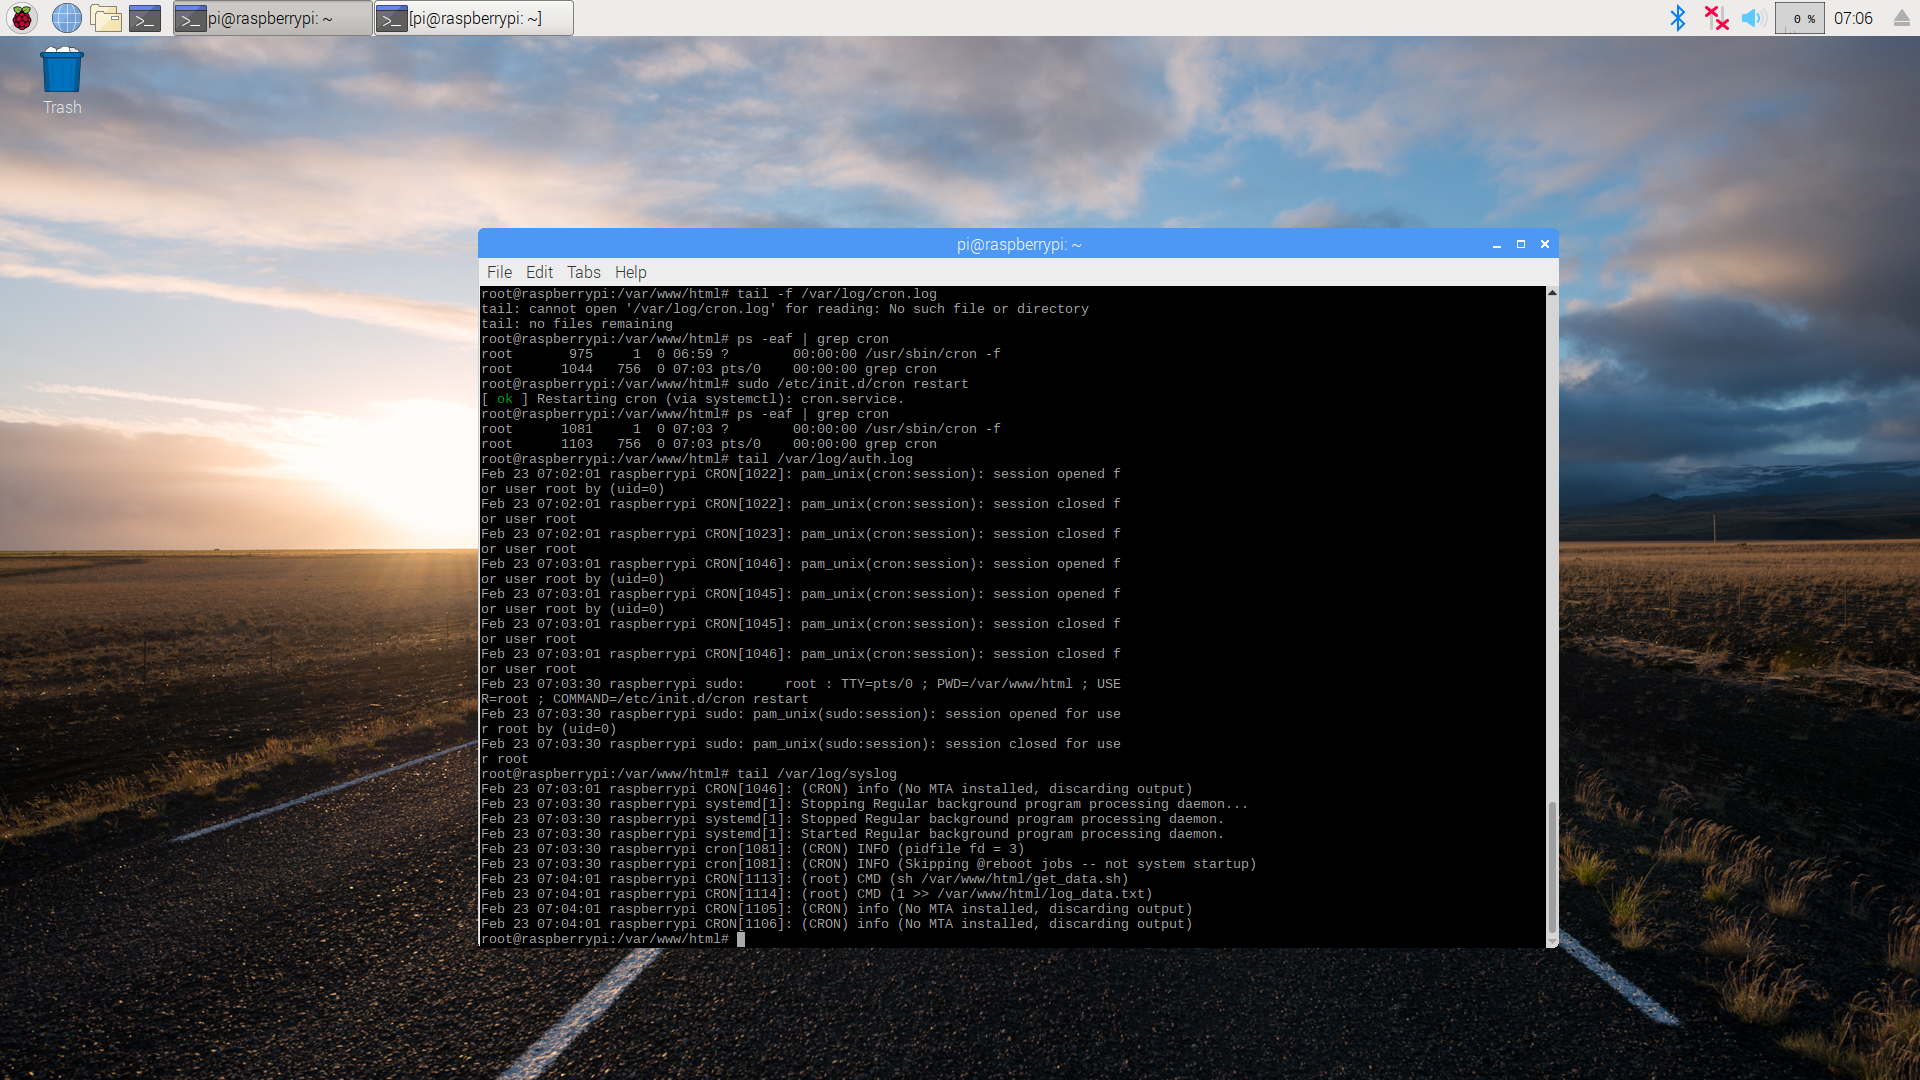 pi@raspberrypi: ~
[pi@raspberrypi: ~]
0 %
07:06
Trash
pi@raspberrypi: ~
File Edit Tabs Help
root@raspberrypi:/var/www/html# tail -f /var/log/cron.log
tail: cannot open '/var/log/cron.log' for reading: No such file or directory
tail: no files remaining
root@raspberrypi:/var/www/html# ps -eaf | grep cron
root       975     1  0 06:59 ?        00:00:00 /usr/sbin/cron -f
root      1044   756  0 07:03 pts/0    00:00:00 grep cron
root@raspberrypi:/var/www/html# sudo /etc/init.d/cron restart
[ ok ] Restarting cron (via systemctl): cron.service.
root@raspberrypi:/var/www/html# ps -eaf | grep cron
root      1081     1  0 07:03 ?        00:00:00 /usr/sbin/cron -f
root      1103   756  0 07:03 pts/0    00:00:00 grep cron
root@raspberrypi:/var/www/html# tail /var/log/auth.log
Feb 23 07:02:01 raspberrypi CRON[1022]: pam_unix(cron:session): session opened f
or user root by (uid=0)
Feb 23 07:02:01 raspberrypi CRON[1022]: pam_unix(cron:session): session closed f
or user root
Feb 23 07:02:01 raspberrypi CRON[1023]: pam_unix(cron:session): session closed f
or user root
Feb 23 07:03:01 raspberrypi CRON[1046]: pam_unix(cron:session): session opened f
or user root by (uid=0)
Feb 23 07:03:01 raspberrypi CRON[1045]: pam_unix(cron:session): session opened f
or user root by (uid=0)
Feb 23 07:03:01 raspberrypi CRON[1045]: pam_unix(cron:session): session closed f
or user root
Feb 23 07:03:01 raspberrypi CRON[1046]: pam_unix(cron:session): session closed f
or user root
Feb 23 07:03:30 raspberrypi sudo:     root : TTY=pts/0 ; PWD=/var/www/html ; USE
R=root ; COMMAND=/etc/init.d/cron restart
Feb 23 07:03:30 raspberrypi sudo: pam_unix(sudo:session): session opened for use
r root by (uid=0)
Feb 23 07:03:30 raspberrypi sudo: pam_unix(sudo:session): session closed for use
r root
root@raspberrypi:/var/www/html# tail /var/log/syslog
Feb 23 07:03:01 raspberrypi CRON[1046]: (CRON) info (No MTA installed, discarding output)
Feb 23 07:03:30 raspberrypi systemd[1]: Stopping Regular background program processing daemon...
Feb 23 07:03:30 raspberrypi systemd[1]: Stopped Regular background program processing daemon.
Feb 23 07:03:30 raspberrypi systemd[1]: Started Regular background program processing daemon.
Feb 23 07:03:30 raspberrypi cron[1081]: (CRON) INFO (pidfile fd = 3)
Feb 23 07:03:30 raspberrypi cron[1081]: (CRON) INFO (Skipping @reboot jobs -- not system startup)
Feb 23 07:04:01 raspberrypi CRON[1113]: (root) CMD (sh /var/www/html/get_data.sh)
Feb 23 07:04:01 raspberrypi CRON[1114]: (root) CMD (1 >> /var/www/html/log_data.txt)
Feb 23 07:04:01 raspberrypi CRON[1105]: (CRON) info (No MTA installed, discarding output)
Feb 23 07:04:01 raspberrypi CRON[1106]: (CRON) info (No MTA installed, discarding output)
root@raspberrypi:/var/www/html#